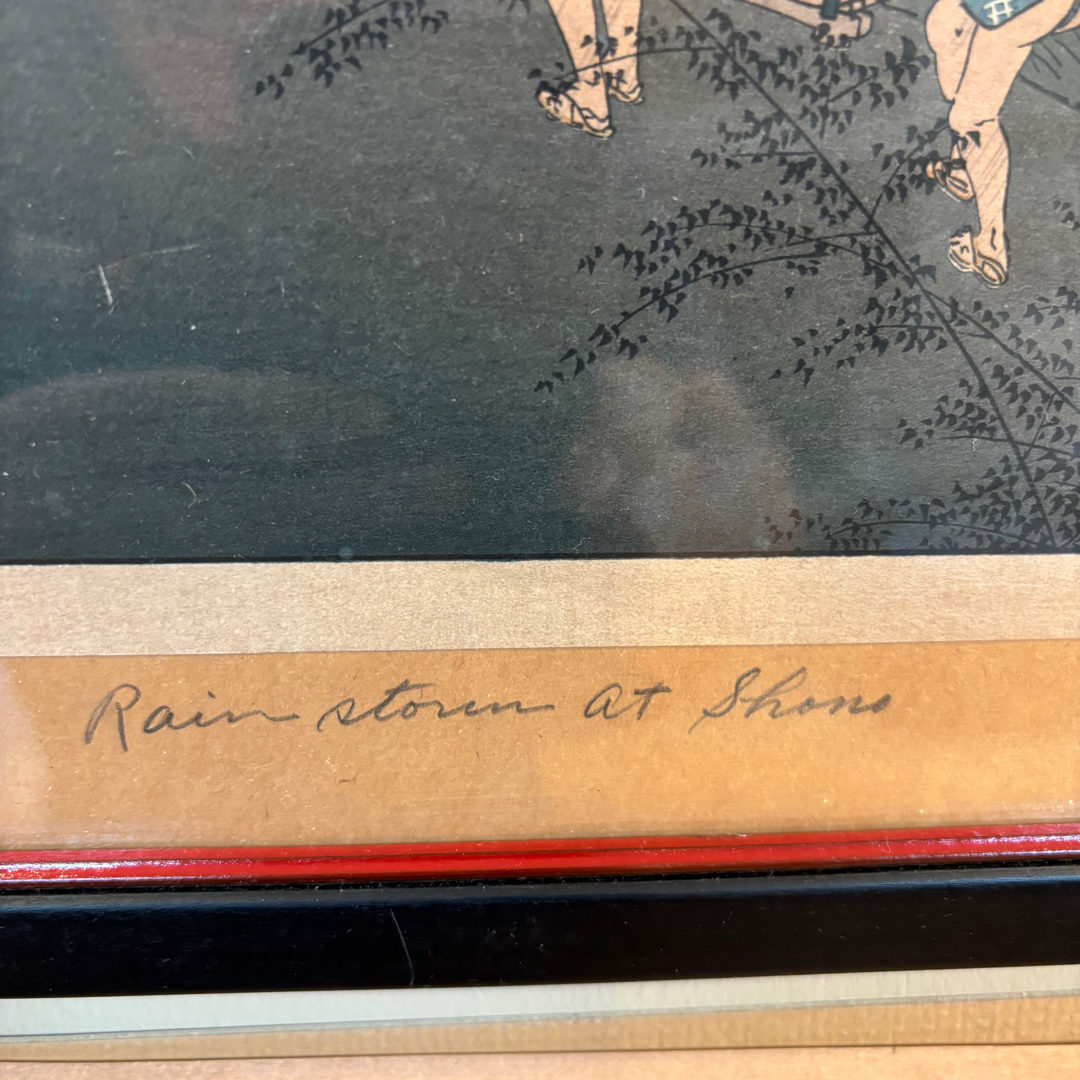 Rain storm at Shono